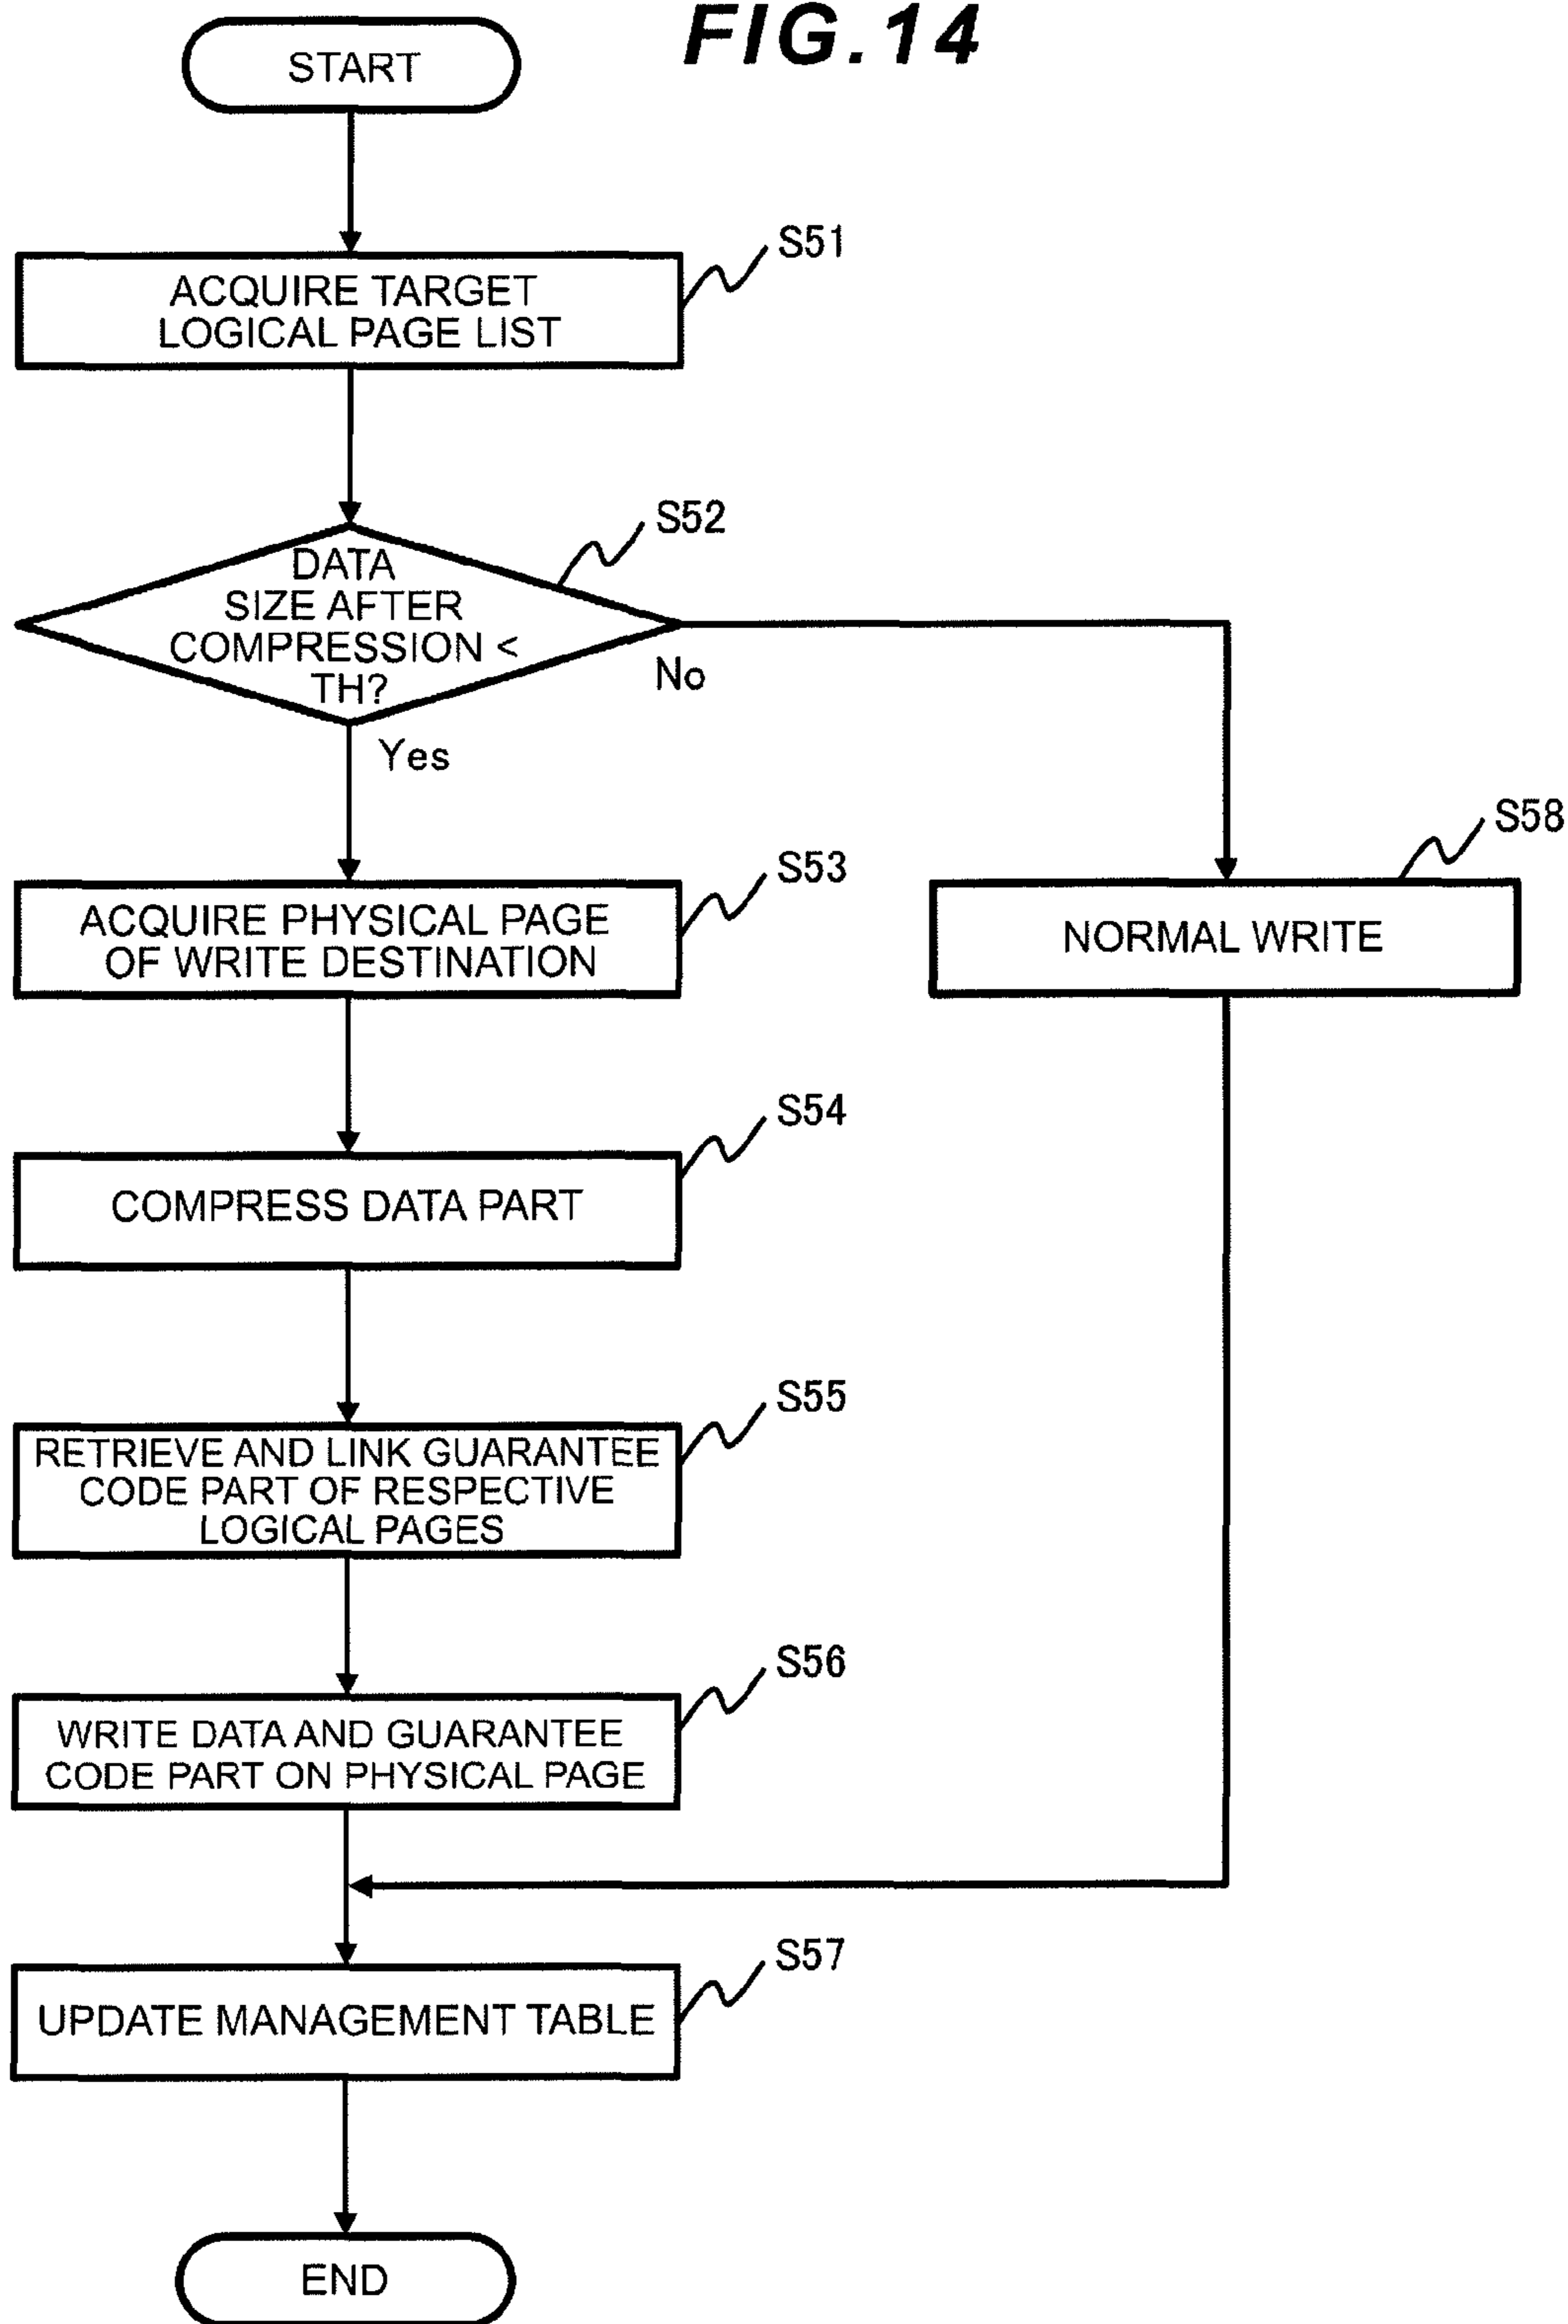 FIG.14
START
S51
ACQUIRE TARGET
LOGICAL PAGE LIST
S52
DATA
SIZE AFTER
COMPRESSION <
TH?
No
Yes
S58
NORMAL WRITE
S53
ACQUIRE PHYSICAL PAGE
OF WRITE DESTINATION
S54
COMPRESS DATA PART
S55
RETRIEVE AND LINK GUARANTEE
CODE PART OF RESPECTIVE
LOGICAL PAGES
S56
WRITE DATA AND GUARANTEE
CODE PART ON PHYSICAL PAGE
S57
UPDATE MANAGEMENT TABLE
END